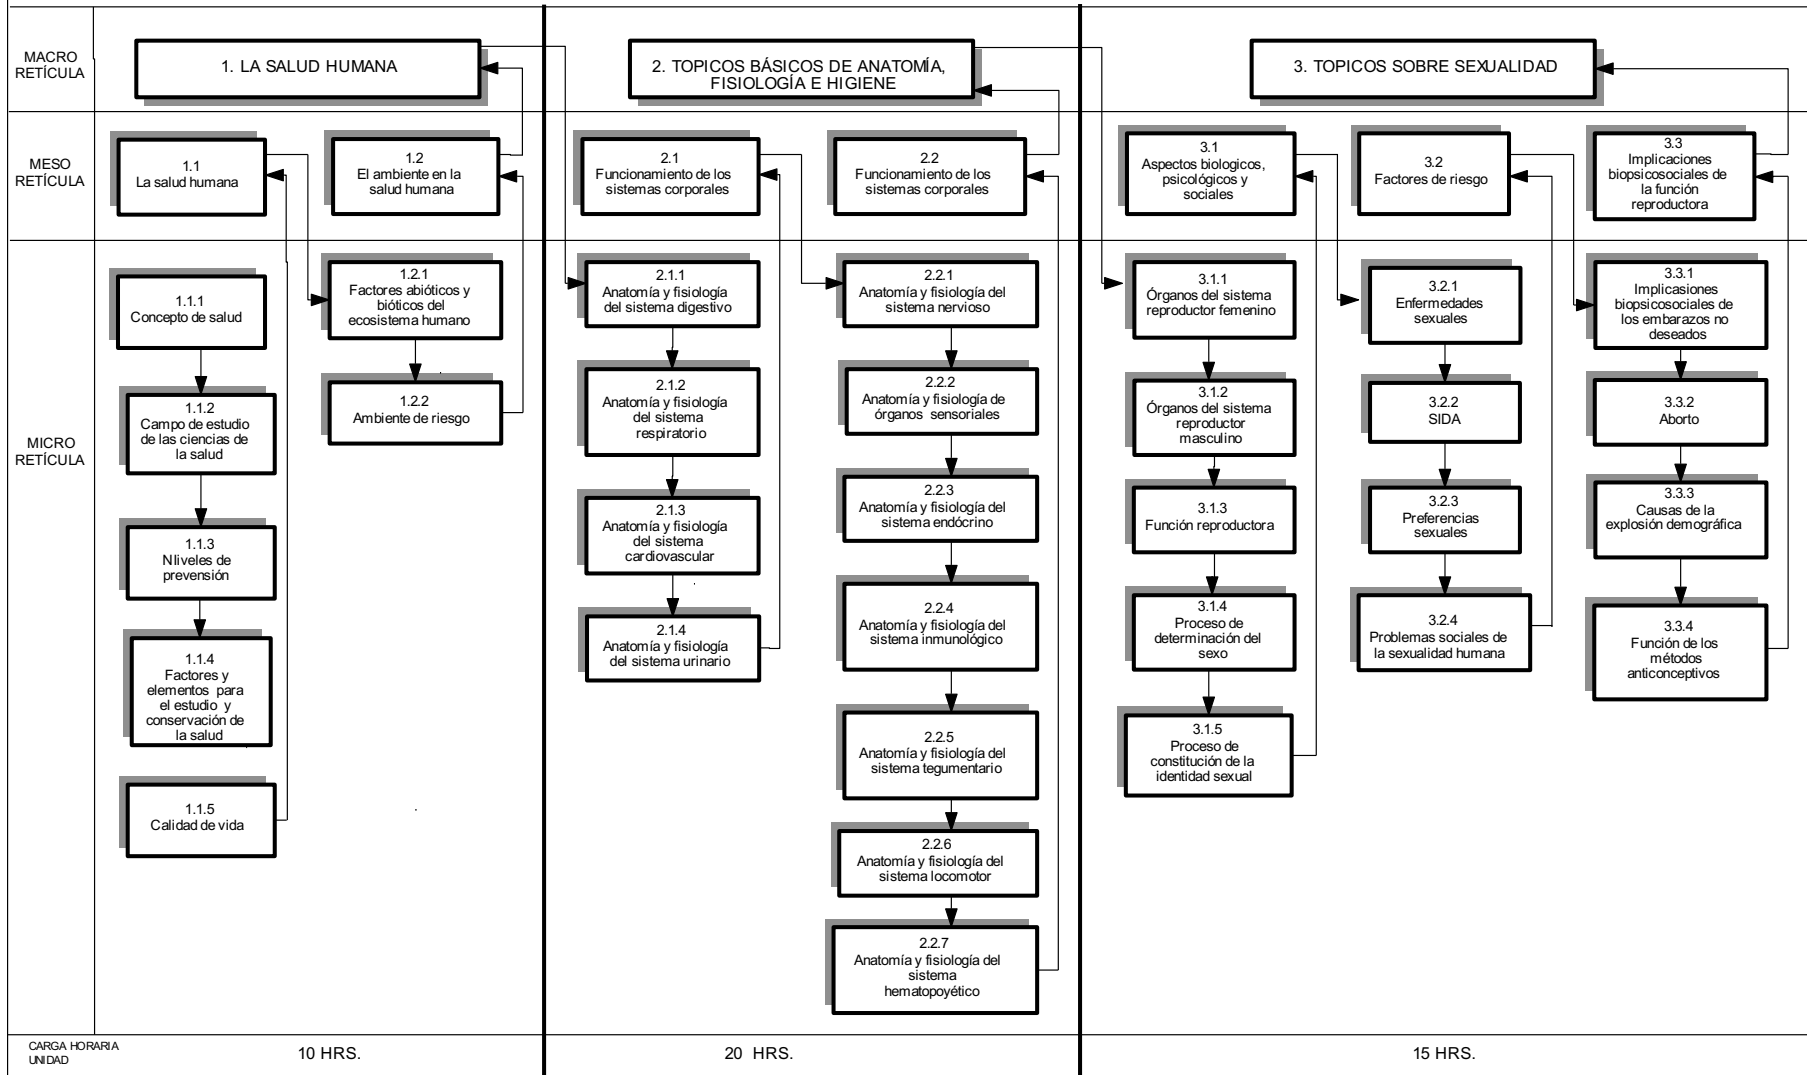 MACRO
RETÍCULA
1. LA SALUD HUMANA
2. TOPICOS BÁSICOS DE ANATOMÍA,
FISIOLOGÍA E HIGIENE
3. TOPICOS SOBRE SEXUALIDAD
MESO
RETÍCULA
1.1
La salud humana
1.2
El ambiente en la
salud humana
2.1
Funcionamiento de los
sistemas corporales
2.2
Funcionamiento de los
sistemas corporales
3.1
Aspectos biologicos,
psicológicos y
sociales
3.2
Factores de riesgo
3.3
Implicaciones
biopsicosociales de
la función
reproductora
MICRO
RETÍCULA
1.1.1
Concepto de salud
1.1.2
Campo de estudio
de las ciencias de
la salud
1.1.3
NIiveles de
prevención
1.1.4
Factores y
elementos para
el estudio y
conservación de
la salud
1.1.5
Calidad de vida
1.2.1
Factores abióticos y
bióticos del
ecosistema humano
1.2.2
Ambiente de riesgo
2.1.1
Anatomía y fisiología
del sistema digestivo
2.1.2
Anatomía y fisiología
del sistema
respiratorio
2.1.3
Anatomía y fisiología
del sistema
cardiovascular
2.1.4
Anatomía y fisiología
del sistema urinario
2.2.1
Anatomía y fisiología del
sistema nervioso
2.2.2
Anatomía y fisiología de
órganos sensoriales
2.2.3
Anatomía y fisiología del
sistema endócrino
2.2.4
Anatomía y fisiología del
sistema inmunológico
2.2.5
Anatomía y fisiología del
sistema tegumentario
2.2.6
Anatomía y fisiología del
sistema locomotor
2.2.7
Anatomía y fisiología del
sistema
hematopoyético
3.1.1
Órganos del sistema
reproductor femenino
3.1.2
Órganos del sistema
reproductor
masculino
3.1.3
Función reproductora
3.1.4
Proceso de
determinación del
sexo
3.1.5
Proceso de
constitución de la
identidad sexual
3.2.1
Enfermedades
sexuales
3.2.2
SIDA
3.2.3
Preferencias
sexuales
3.2.4
Problemas sociales de
la sexualidad humana
3.3.1
Implicasiones
biopsicosociales de
los embarazos no
deseados
3.3.2
Aborto
3.3.3
Causas de la
explosión demográfica
3.3.4
Función de los
métodos
anticonceptivos
CARGA HORARIA
UNIDAD
10 HRS.
20 HRS.
15 HRS.